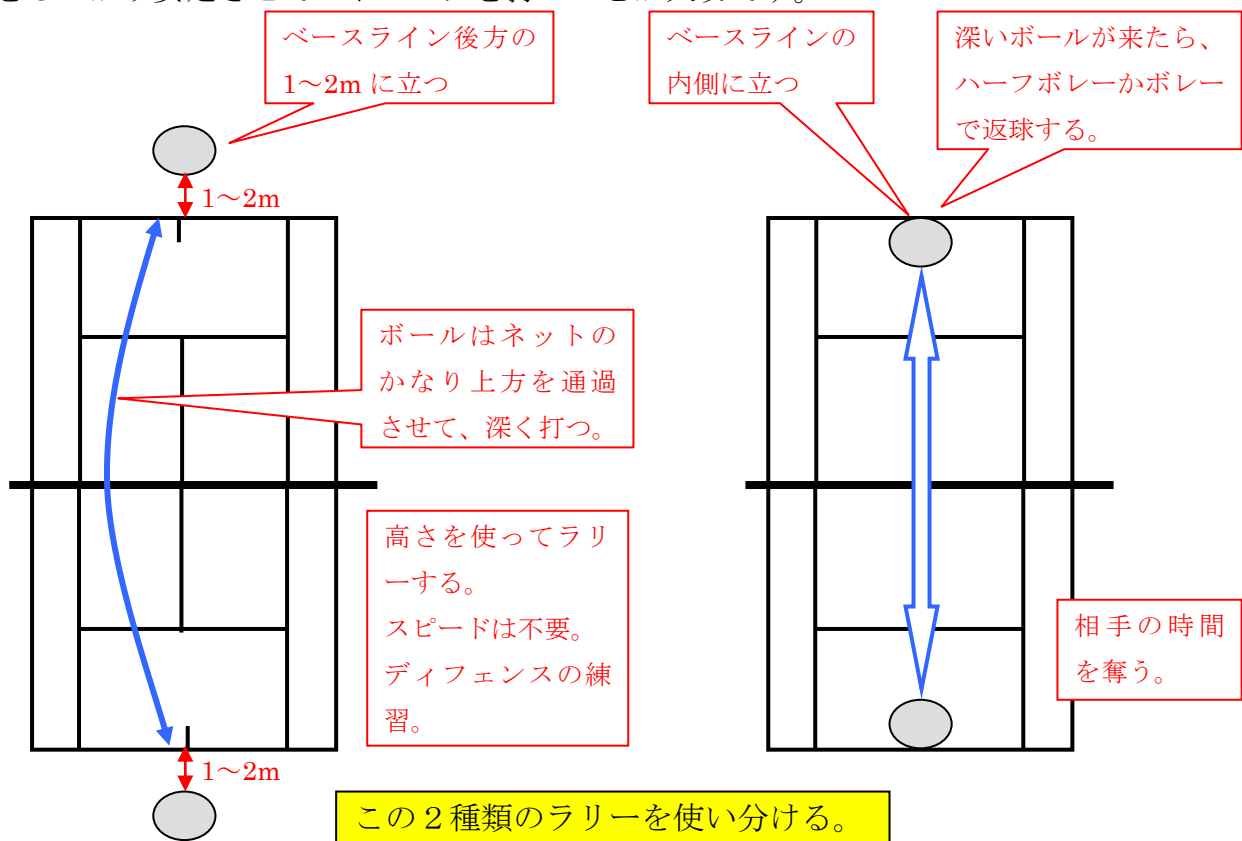 ベースライン後方の
1～2m に立つ
ベースラインの
内側に立つ
深いボールが来たら、
ハーフボレーかボレー
で返球する。
1～2m
ボールはネットの
かなり上方を通過
させて、深く打つ。
高さを使ってラリ
ーする。
スピードは不要。
ディフェンスの練
習。
相手の時間
を奪う。
1～2m
この２種類のラリーを使い分ける。